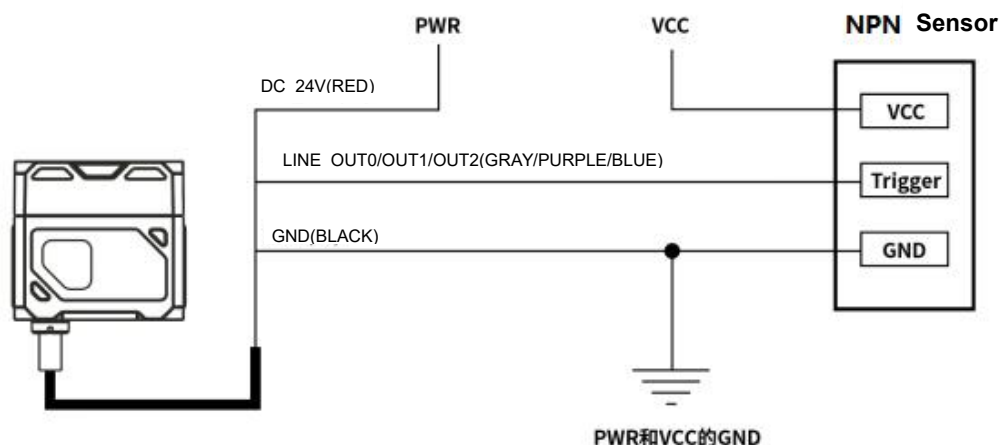 PWR
VCC
NPN Sensor
DC 24V(RED)
VCC
LINE OUT0/OUT1/OUT2(GRAY/PURPLE/BLUE)
Trigger
GND(BLACK)
GND
PWR和VCC的GND